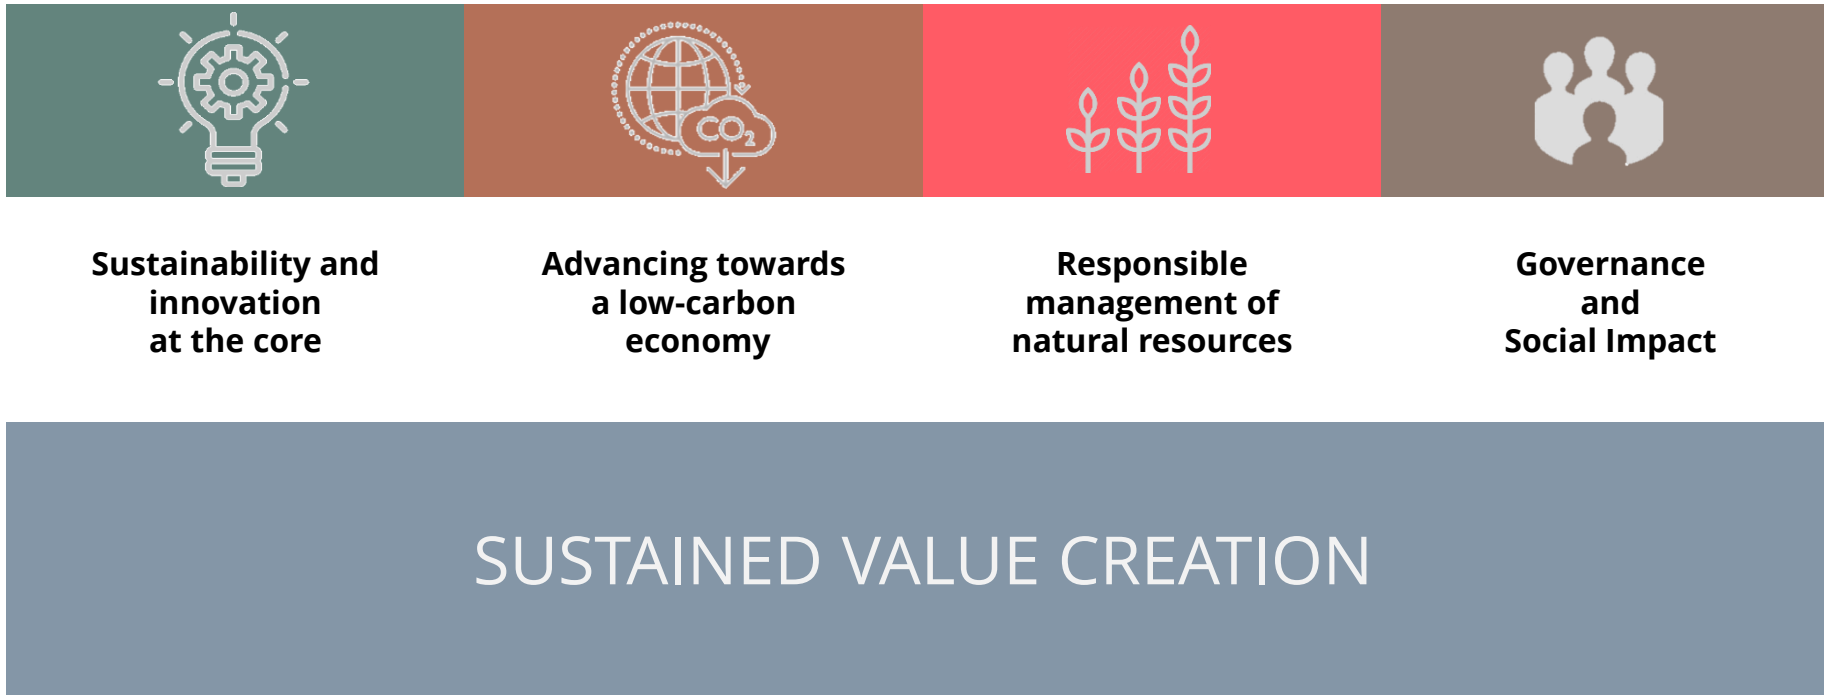 CO2
Sustainability and
innovation
at the core
Advancing towards
a low-carbon
economy
Responsible
management of
natural resources
Governance
and
Social Impact
SUSTAINED VALUE CREATION